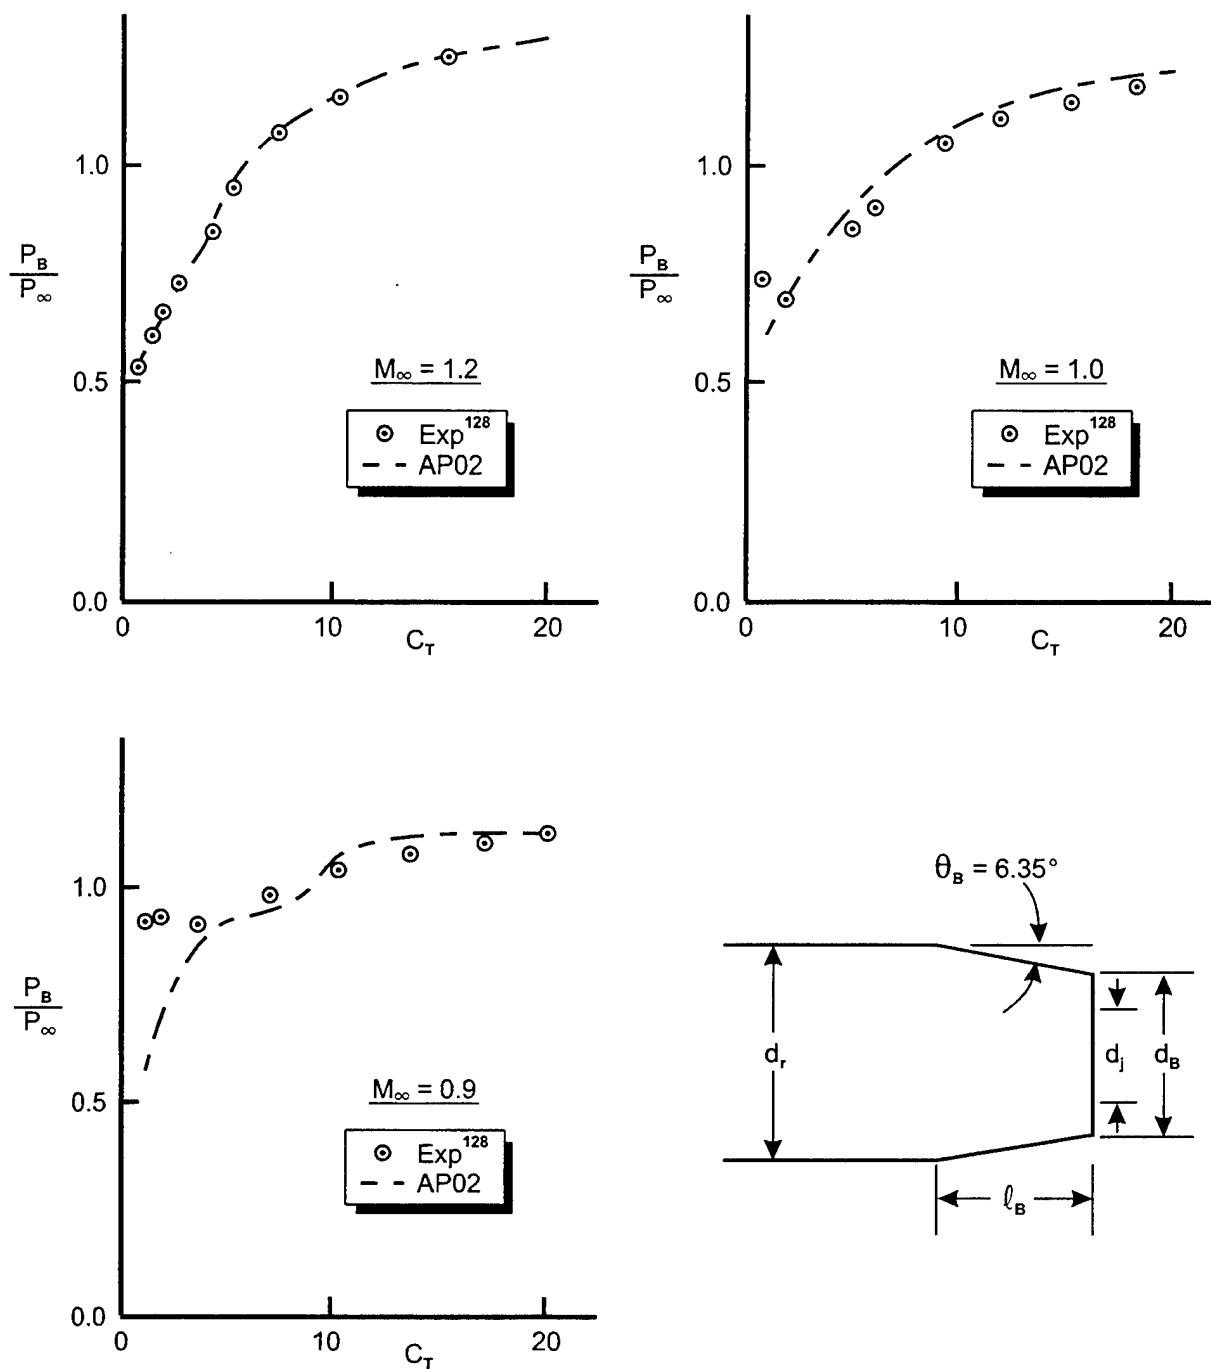 1.0
P_B
P_∞
M_∞ = 1.2
0.5
Exp^128
AP02
0.0
0
10
20
C_T
1.0
P_B
P_∞
M_∞ = 1.0
0.5
Exp^128
AP02
0.0
0
10
20
C_T
1.0
P_B
P_∞
0.5
M_∞ = 0.9
Exp^128
AP02
0.0
0
10
20
C_T
θ_B = 6.35°
d_r
d_j
d_B
ℓ_B